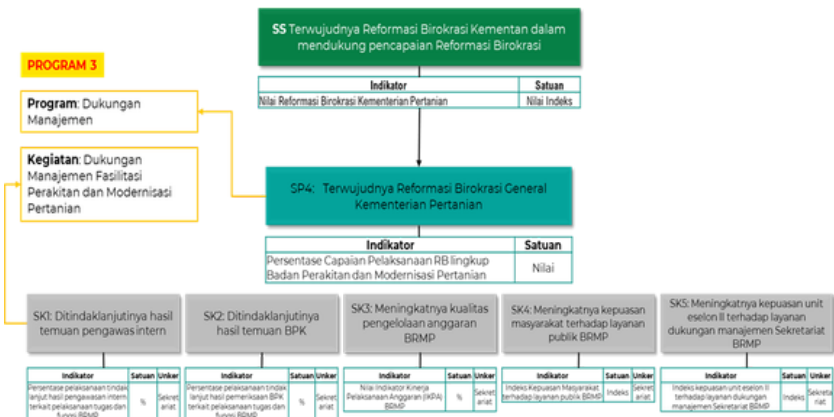 SS Terwujudnya Reformasi Birokrasi Kementan dalam
mendukung pencapaian Reformasi Birokrasi
PROGRAM 3
Indikator Satuan
Nilai Reformasi Birokrasi Kementerian Pertanian Nilai Indeks
Program: Dukungan
Manajemen
Kegiatan: Dukungan
Manajemen Fasilitasi
Perakitan dan Modernisasi
Pertanian
SP4: Terwujudnya Reformasi Birokrasi General
Kementerian Pertanian
Indikator Satuan
Persentase Capaian Pelaksanaan RB lingkup
Badan Perakitan dan Modernisasi Pertanian
Nilai
SK1: Ditindaklanjutinya hasil
temuan pengawas intern
Indikator Satuan Unker
Persentase pelaksanaan tindak
lanjut hasil pengawasan intern
terkait pelaksanaan tugas dan
fungsi BRMP
%
Sekret
ariat
SK2: Ditindaklanjutinya
hasil temuan BPK
Indikator Satuan Unker
Persentase pelaksanaan tindak
lanjut hasil pemeriksaan BPK
terkait pelaksanaan tugas dan
fungsi BRMP
%
Sekret
ariat
SK3: Meningkatnya kualitas
pengelolaan anggaran
BRMP
Indikator Satuan Unker
Nilai Indikator Kinerja
Pelaksanaan Anggaran (IKPA)
BRMP
%
Sekret
ariat
SK4: Meningkatnya kepuasan
masyarakat terhadap layanan
publik BRMP
Indikator Satuan Unker
Indeks Kepuasan Masyarakat
terhadap layanan publik BRMP
Indeks
Sekret
ariat
SK5: Meningkatnya kepuasan unit
eselon II terhadap layanan
dukungan manajemen Sekretariat
BRMP
Indikator Satuan Unker
Indeks kepuasan unit eselon II
terhadap layanan dukungan
manajemen Sekretariat BRMP
Indeks
Sekreta
riat